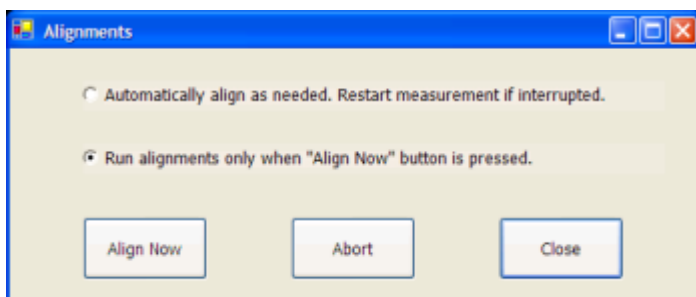 Alignments
Automatically align as needed. Restart measurement if interrupted.
Run alignments only when "Align Now" button is pressed.
Align Now Abort Close